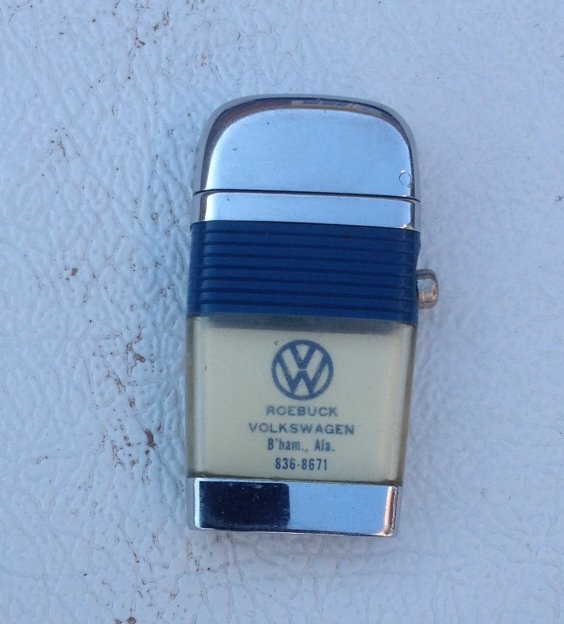 VW
ROEBUCK
VOLKSWAGEN
B'ham., Ala.
836-8671